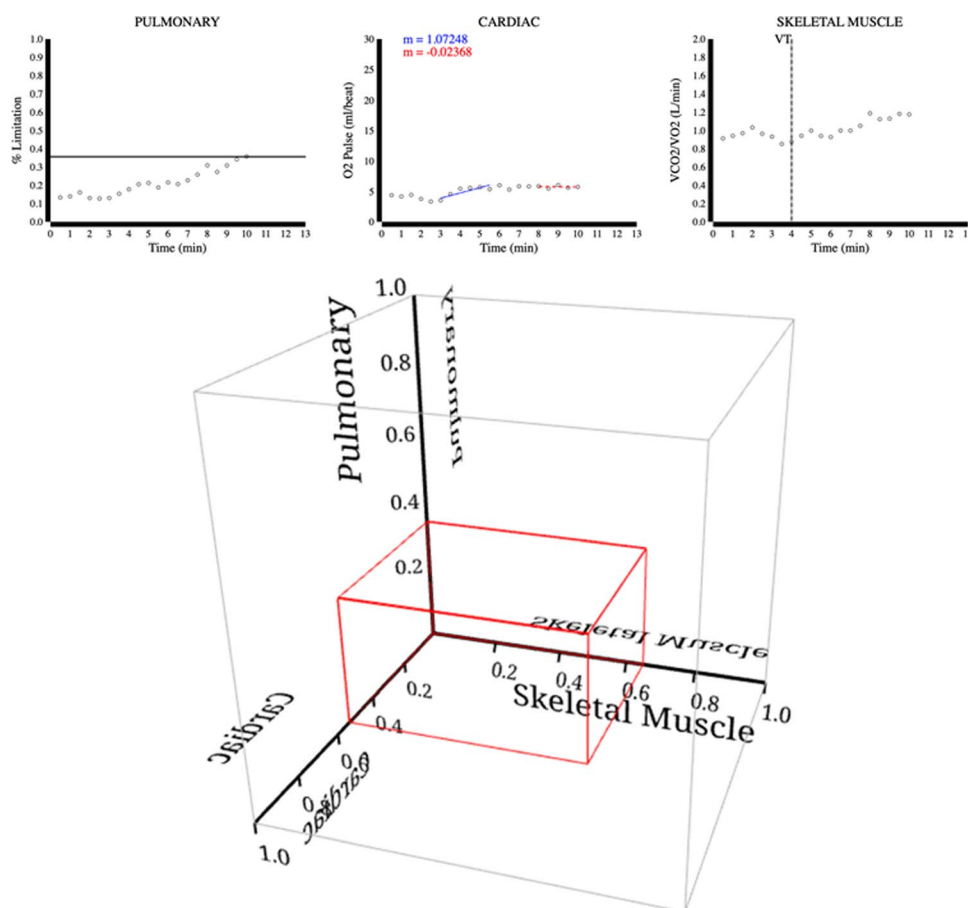 PULMONARY
% Limitation
1.0
0.9
0.8
0.7
0.6
0.5
0.4
0.3
0.2
0.1
0.0
0 1 2 3 4 5 6 7 8 9 10 11 12 13
Time (min)
CARDIAC
m = 1.07248
m = -0.02368
O2 Pulse (ml/beat)
30
25
20
15
10
5
0
0 1 2 3 4 5 6 7 8 9 10 11 12 13
Time (min)
SKELETAL MUSCLE
VT
VCO2/VO2 (L/min)
2.0
1.8
1.6
1.4
1.2
1.0
0.8
0.6
0.4
0.2
0.0
0 1 2 3 4 5 6 7 8 9 10 11 12
Time (min)
Pulmonary
Pulmonary
1.0
0.8
0.6
0.4
0.2
Skeletal Muscle
0.2 0.4 0.6 0.8 1.0
Skeletal Muscle
Cardiac
0.2
0.4
Cardiac
1.0